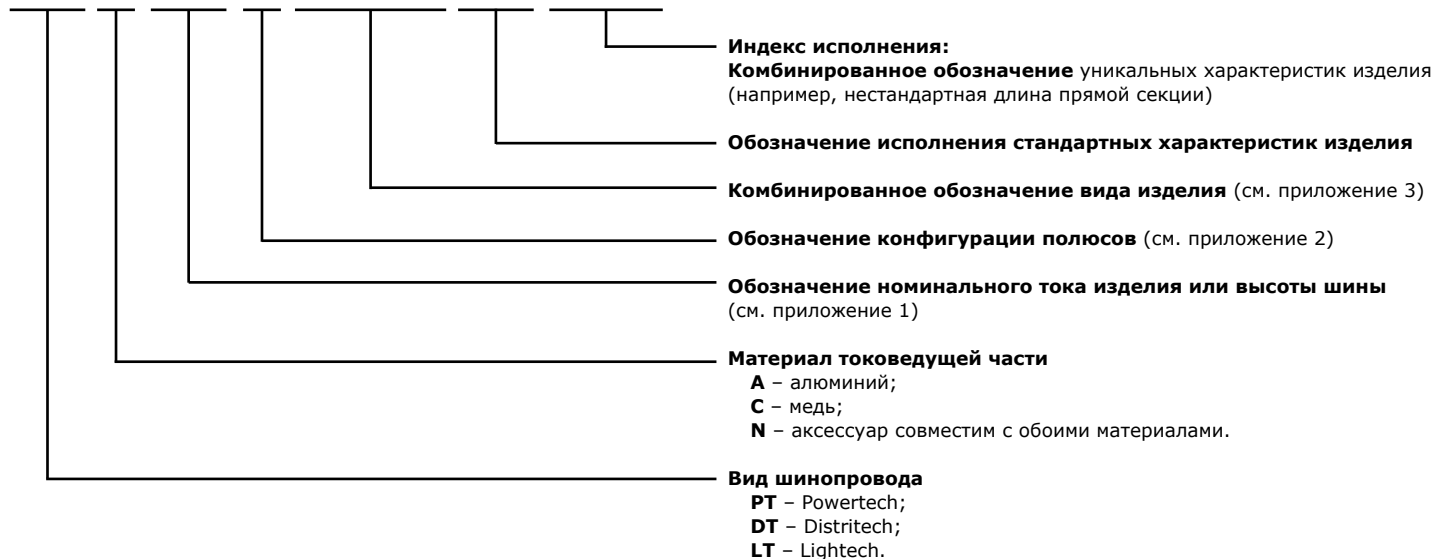 Индекс исполнения:
Комбинированное обозначение уникальных характеристик изделия
(например, нестандартная длина прямой секции)
Обозначение исполнения стандартных характеристик изделия
Комбинированное обозначение вида изделия (см. приложение 3)
Обозначение конфигурации полюсов (см. приложение 2)
Обозначение номинального тока изделия или высоты шины
(см. приложение 1)
Материал токоведущей части
A – алюминий;
C – медь;
N – аксессуар совместим с обоими материалами.
Вид шинопровода
PT – Powertech;
DT – Distritech;
LT – Lightech.